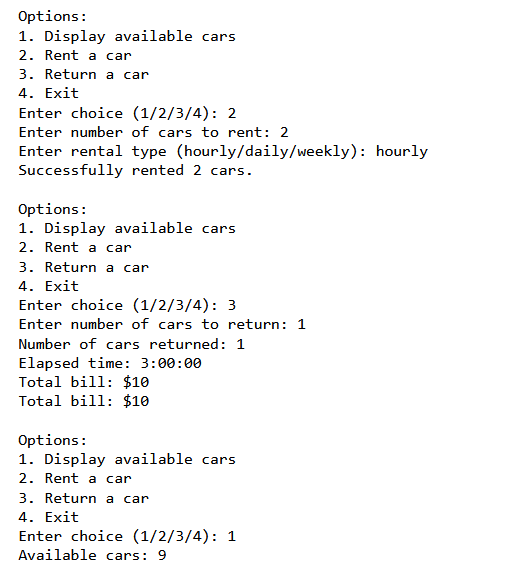 Options:
1. Display available cars
2. Rent a car
3. Return a car
4. Exit
Enter choice (1/2/3/4): 2
Enter number of cars to rent: 2
Enter rental type (hourly/daily/weekly): hourly
Successfully rented 2 cars.

Options:
1. Display available cars
2. Rent a car
3. Return a car
4. Exit
Enter choice (1/2/3/4): 3
Enter number of cars to return: 1
Number of cars returned: 1
Elapsed time: 3:00:00
Total bill: $10
Total bill: $10

Options:
1. Display available cars
2. Rent a car
3. Return a car
4. Exit
Enter choice (1/2/3/4): 1
Available cars: 9